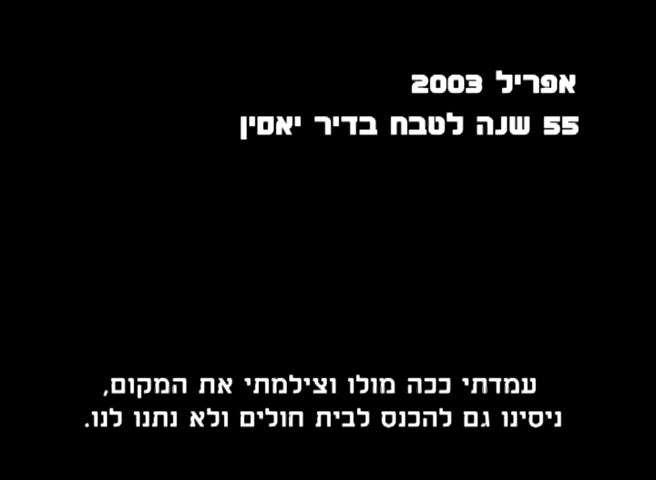 אפריל 2003
55 שנה לטבח בדיר יאסין
עמדתי ככה מולו וצילמתי את המקום,
ניסינו גם להכנס לבית חולים ולא נתנו לנו.